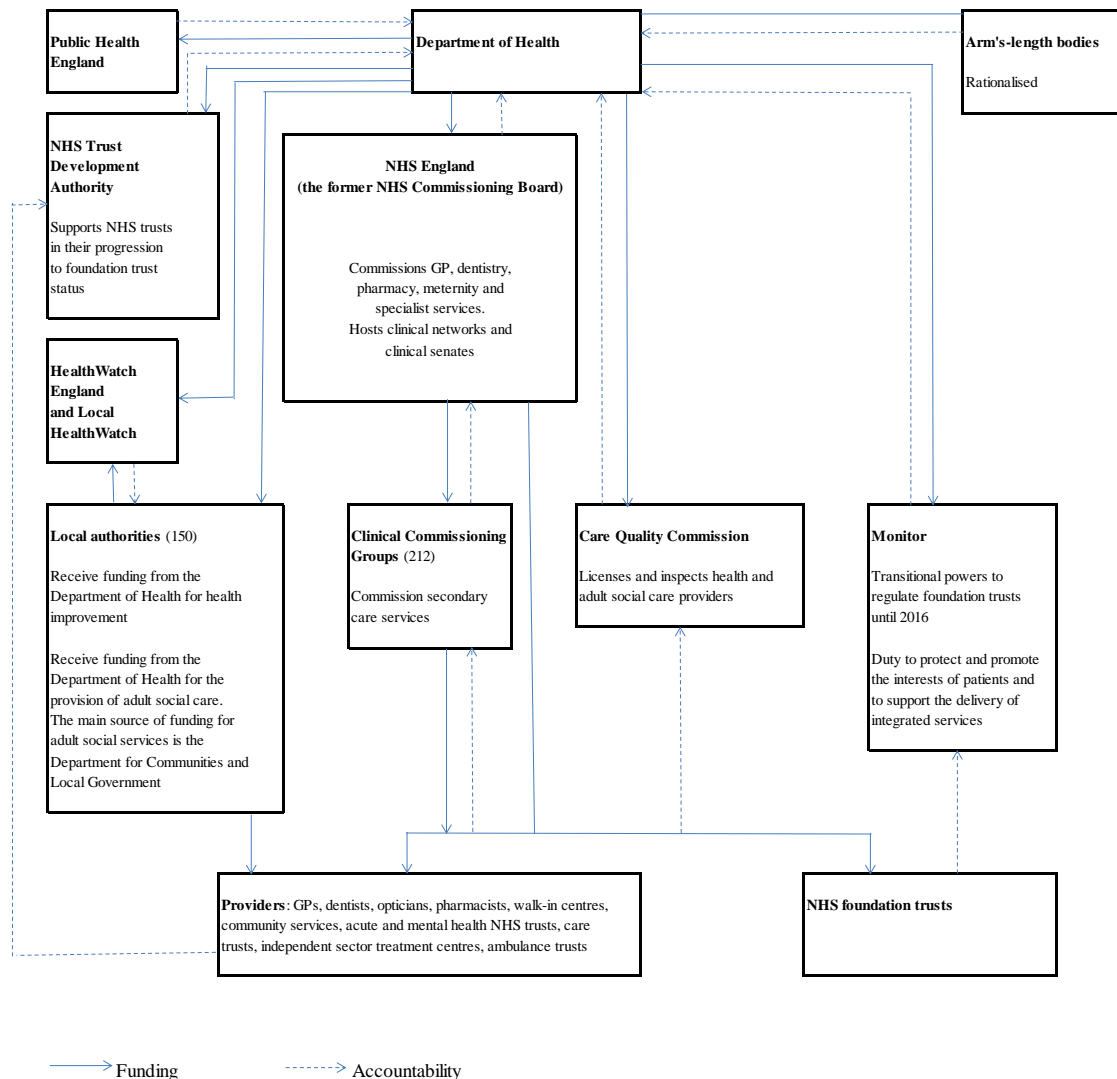 Public Health
England
Department of Health
Arm's-length bodies
Rationalised
NHS Trust
Development
Authority
Supports NHS trusts
in their progression
to foundation trust
status
NHS England
(the former NHS Commissioning Board)
Commissions GP, dentistry,
pharmacy, meternity and
specialist services.
Hosts clinical networks and
clinical senates
HealthWatch
England
and Local
HealthWatch
Local authorities (150)
Receive funding from the
Department of Health for health
improvement
Receive funding from the
Department of Health for the
provision of adult social care.
The main source of funding for
adult social services is the
Department for Communities and
Local Government
Clinical Commissioning
Groups (212)
Commission secondary
care services
Care Quality Commission
Licenses and inspects health and
adult social care providers
Monitor
Transitional powers to
regulate foundation trusts
until 2016
Duty to protect and promote
the interests of patients and
to support the delivery of
integrated services
Providers: GPs, dentists, opticians, pharmacists, walk-in centres,
community services, acute and mental health NHS trusts, care
trusts, independent sector treatment centres, ambulance trusts
NHS foundation trusts
Funding
Accountability